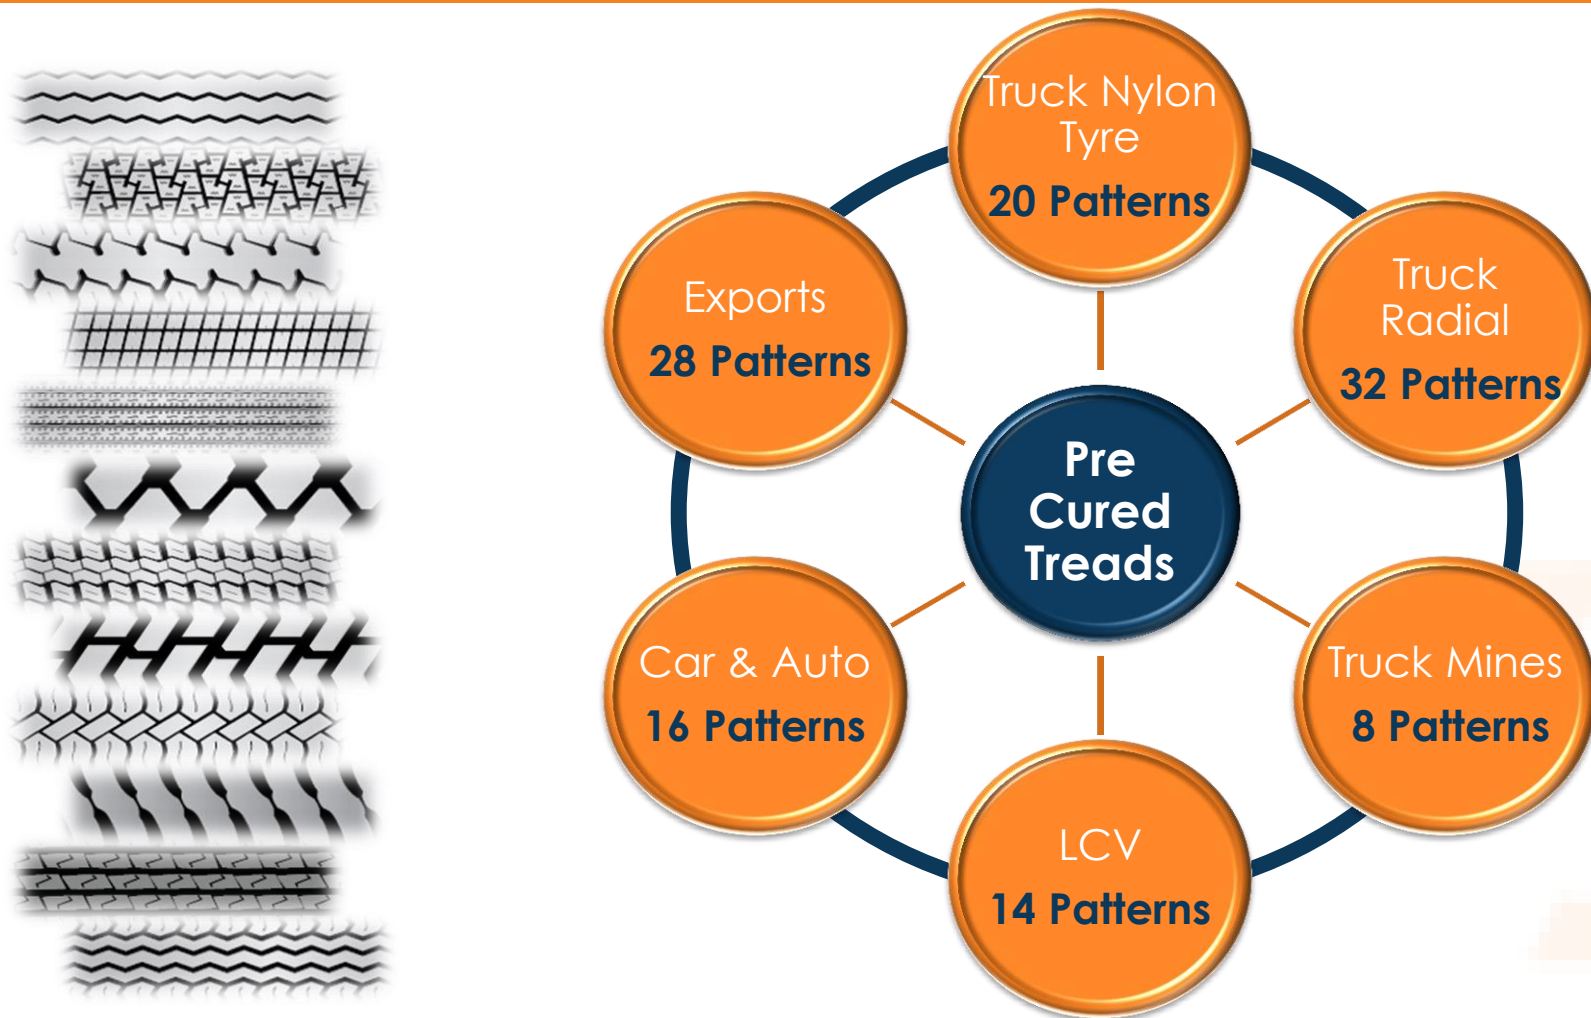 Truck Nylon
Tyre
20 Patterns
Truck
Radial
32 Patterns
Truck Mines
8 Patterns
LCV
14 Patterns
Car & Auto
16 Patterns
Exports
28 Patterns
Pre
Cured
Treads